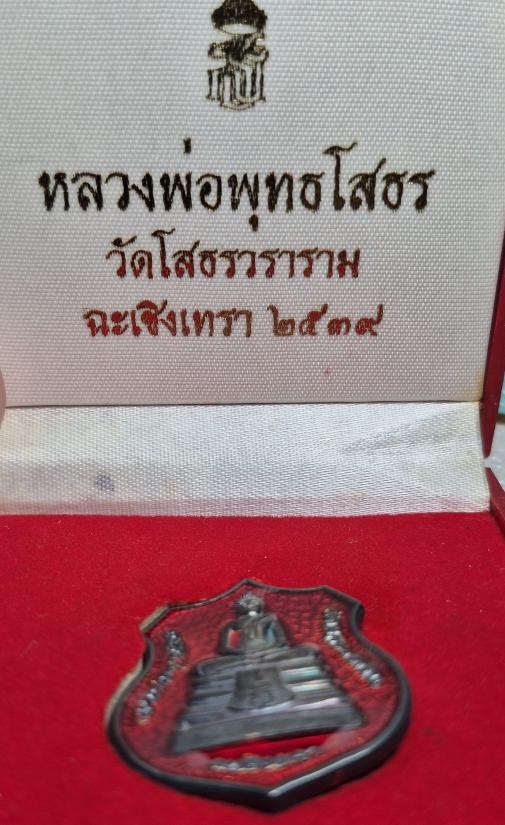 หลวงพ่อพุทธโสธร
วัดโสธรวราราม
ฉะเชิงเทรา ๒๕๓๙